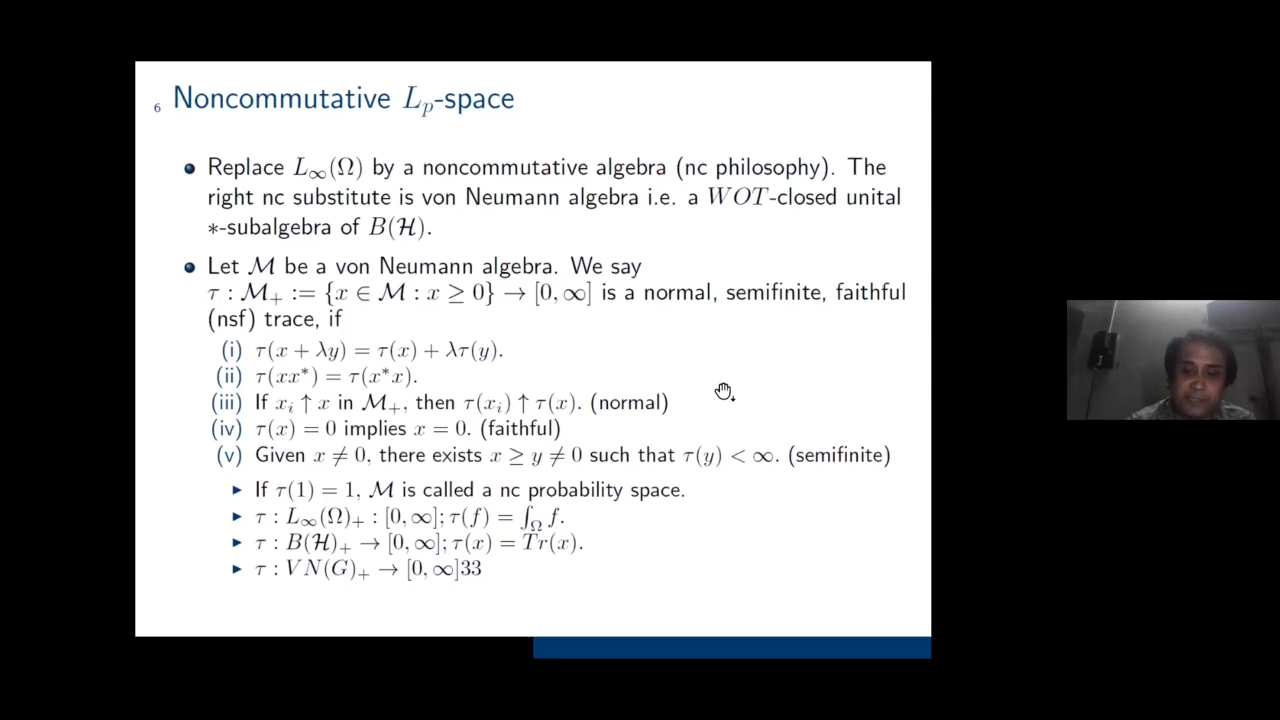 6 Noncommutative $L_p$-space
Replace $L_\infty(\Omega)$ by a noncommutative algebra (nc philosophy). The
right nc substitute is von Neumann algebra i.e. a $WOT$-closed unital
$*$-subalgebra of $B(\mathcal{H})$.
Let $\mathcal{M}$ be a von Neumann algebra. We say
$\tau : \mathcal{M}_+ := \{x \in \mathcal{M} : x \geq 0\} \to [0, \infty]$ is a normal, semifinite, faithful
(nsf) trace, if
(i) $\tau(x + \lambda y) = \tau(x) + \lambda\tau(y)$.
(ii) $\tau(xx^*) = \tau(x^*x)$.
(iii) If $x_i \uparrow x$ in $\mathcal{M}_+$, then $\tau(x_i) \uparrow \tau(x)$. (normal)
(iv) $\tau(x) = 0$ implies $x = 0$. (faithful)
(v) Given $x \neq 0$, there exists $x \geq y \neq 0$ such that $\tau(y) < \infty$. (semifinite)
▶ If $\tau(1) = 1$, $\mathcal{M}$ is called a nc probability space.
▶ $\tau : L_\infty(\Omega)_+ : [0, \infty]; \tau(f) = \int_\Omega f$.
▶ $\tau : B(\mathcal{H})_+ \to [0, \infty]; \tau(x) = Tr(x)$.
▶ $\tau : VN(G)_+ \to [0, \infty]33$